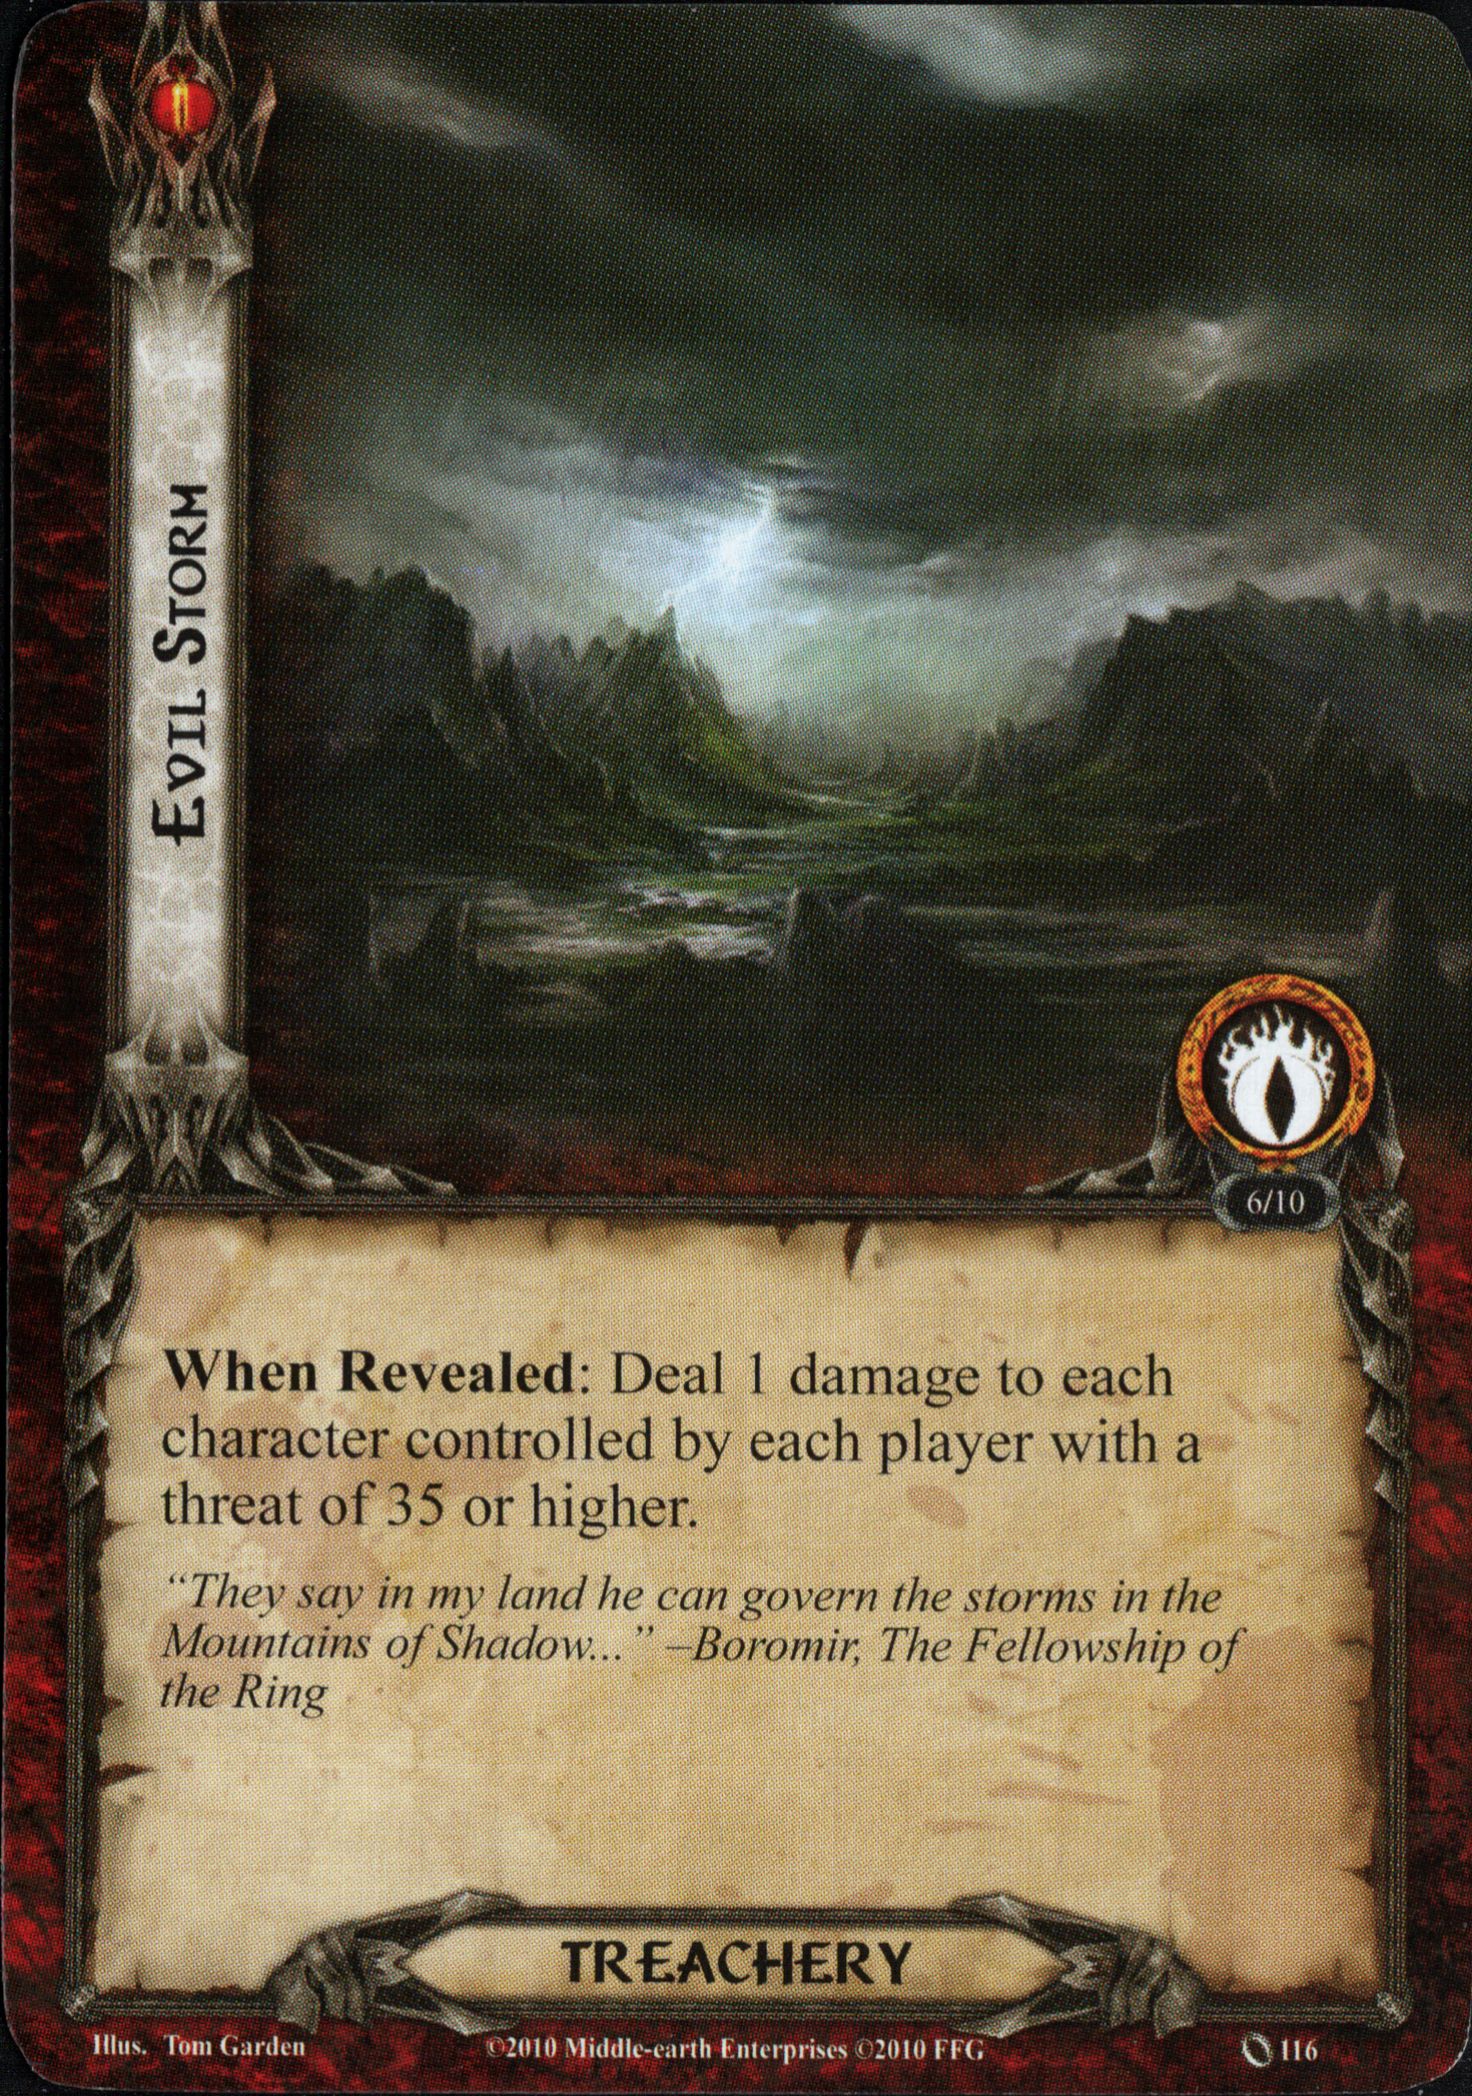 EVIL STORM
6/10
When Revealed: Deal 1 damage to each
character controlled by each player with a
threat of 35 or higher.
“They say in my land he can govern the storms in the
Mountains of Shadow...” –Boromir, The Fellowship of
the Ring
TREACHERY
Illus. Tom Garden ©2010 Middle-earth Enterprises ©2010 FFG 116